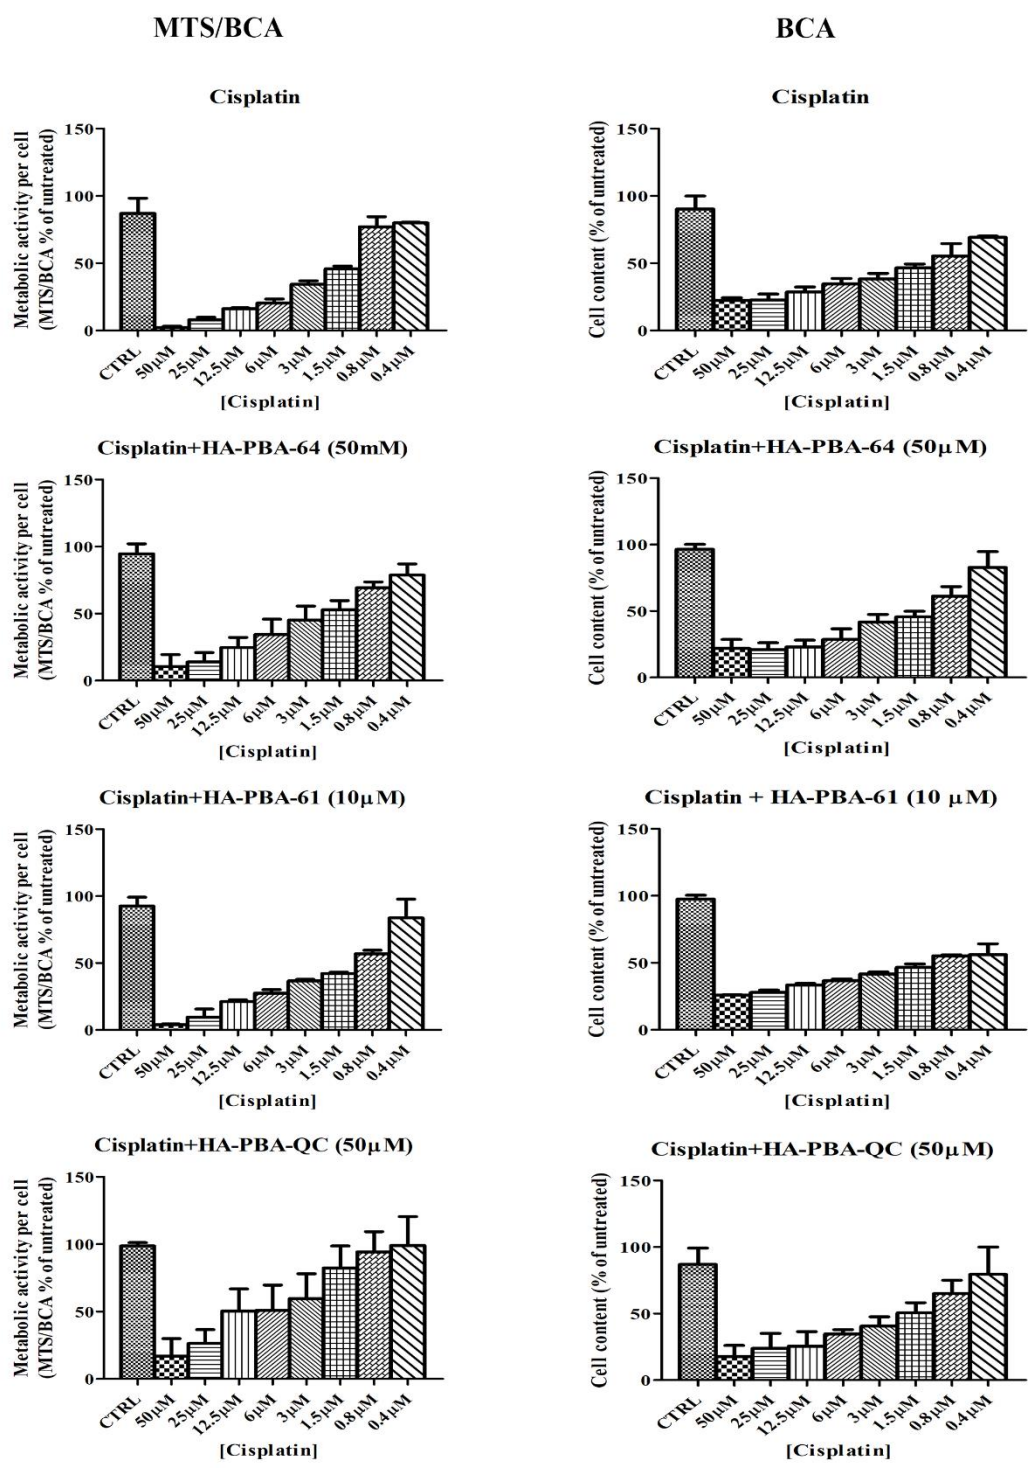 MTS/BCA
BCA
Cisplatin
Metabolic activity per cell
(MTS/BCA % of untreated)
150
100
50
0
CTRL
50µM
25µM
12.5µM
6µM
3µM
1.5µM
0.8µM
0.4µM
[Cisplatin]
Cisplatin
Cell content (% of untreated)
150
100
50
0
CTRL
50µM
25µM
12.5µM
6µM
3µM
1.5µM
0.8µM
0.4µM
[Cisplatin]
Cisplatin+HA-PBA-64 (50mM)
Metabolic activity per cell
(MTS/BCA % of untreated)
150
100
50
0
CTRL
50µM
25µM
12.5µM
6µM
3µM
1.5µM
0.8µM
0.4µM
[Cisplatin]
Cisplatin+HA-PBA-64 (50µM)
Cell content (% of untreated)
150
100
50
0
CTRL
50µM
25µM
12.5µM
6µM
3µM
1.5µM
0.8µM
0.4µM
[Cisplatin]
Cisplatin+HA-PBA-61 (10µM)
Metabolic activity per cell
(MTS/BCA % of untreated)
150
100
50
0
CTRL
50µM
25µM
12.5µM
6µM
3µM
1.5µM
0.8µM
0.4µM
[Cisplatin]
Cisplatin + HA-PBA-61 (10 µM)
Cell content (% of untreated)
150
100
50
0
CTRL
50µM
25µM
12.5µM
6µM
3µM
1.5µM
0.8µM
0.4µM
[Cisplatin]
Cisplatin+HA-PBA-QC (50µM)
Metabolic activity per cell
(MTS/BCA % of untreated)
150
100
50
0
CTRL
50µM
25µM
12.5µM
6µM
3µM
1.5µM
0.8µM
0.4µM
[Cisplatin]
Cisplatin+HA-PBA-QC (50µM)
Cell content (% of untreated)
150
100
50
0
CTRL
50µM
25µM
12.5µM
6µM
3µM
1.5µM
0.8µM
0.4µM
[Cisplatin]